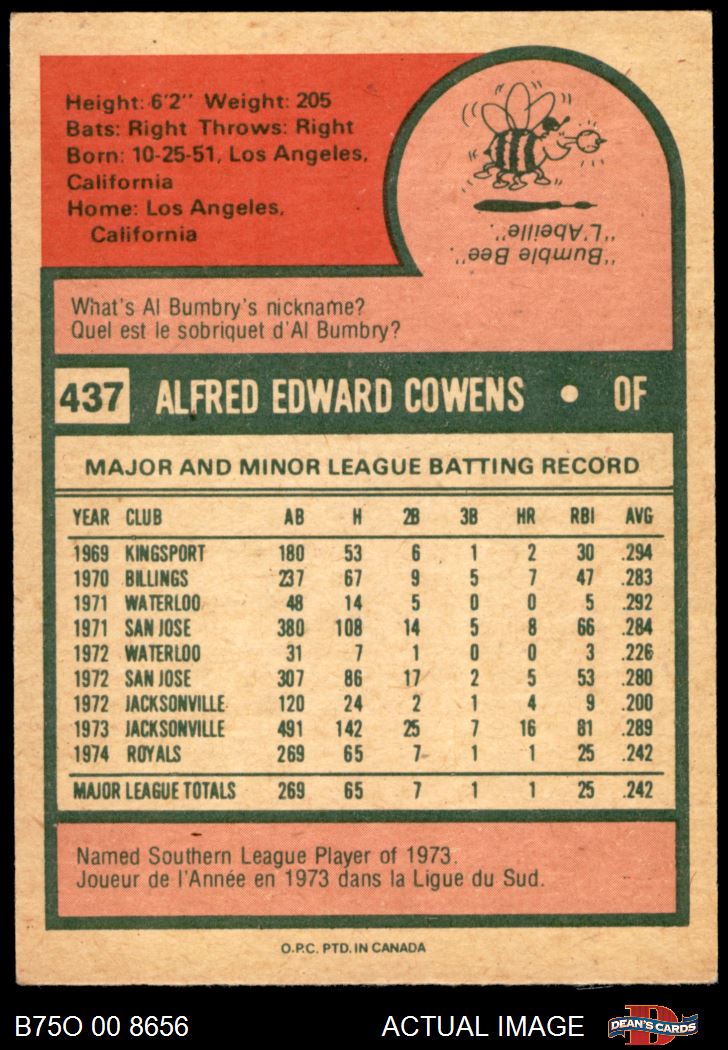 Height: 6'2" Weight: 205
Bats: Right Throws: Right
Born: 10-25-51, Los Angeles,
California
Home: Los Angeles,
California
"Bumble Bee".
"L'Abeille".
What's Al Bumbry's nickname?
Quel est le sobriquet d'Al Bumbry?
437 ALFRED EDWARD COWENS • OF
MAJOR AND MINOR LEAGUE BATTING RECORD
YEAR CLUB AB H 2B 3B HR RBI AVG
1969 KINGSPORT 180 53 6 1 2 30 .294
1970 BILLINGS 237 67 9 5 7 47 .283
1971 WATERLOO 48 14 5 0 0 5 .292
1971 SAN JOSE 380 108 14 5 8 66 .284
1972 WATERLOO 31 7 1 0 0 3 .226
1972 SAN JOSE 307 86 17 2 5 53 .280
1972 JACKSONVILLE 120 24 2 1 4 9 .200
1973 JACKSONVILLE 491 142 25 7 16 81 .289
1974 ROYALS 269 65 7 1 1 25 .242
MAJOR LEAGUE TOTALS 269 65 7 1 1 25 .242
Named Southern League Player of 1973.
Joueur de l'Année en 1973 dans la Ligue du Sud.
O.P.C. PTD. IN CANADA
B75O 00 8656 ACTUAL IMAGE D DEAN'S CARDS